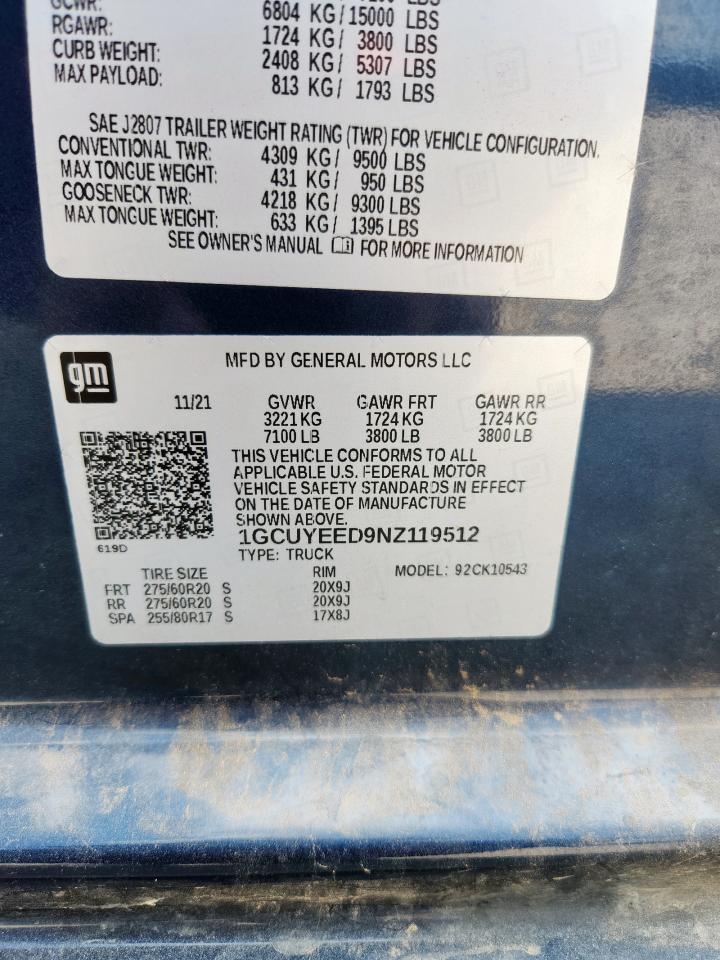 GCWR: 6804 KG/ 15000 LBS
RGAWR: 1724 KG/ 3800 LBS
CURB WEIGHT: 2408 KG/ 5307 LBS
MAX PAYLOAD: 813 KG/ 1793 LBS
SAE J2807 TRAILER WEIGHT RATING (TWR) FOR VEHICLE CONFIGURATION.
CONVENTIONAL TWR: 4309 KG/ 9500 LBS
MAX TONGUE WEIGHT: 431 KG/ 950 LBS
GOOSENECK TWR: 4218 KG/ 9300 LBS
MAX TONGUE WEIGHT: 633 KG/ 1395 LBS
SEE OWNER'S MANUAL FOR MORE INFORMATION
gm
MFD BY GENERAL MOTORS LLC
11/21 GVWR GAWR FRT GAWR RR
3221 KG 1724 KG 1724 KG
7100 LB 3800 LB 3800 LB
THIS VEHICLE CONFORMS TO ALL
APPLICABLE U.S. FEDERAL MOTOR
VEHICLE SAFETY STANDARDS IN EFFECT
ON THE DATE OF MANUFACTURE
SHOWN ABOVE.
1GCUYEED9NZ119512
619D
TYPE: TRUCK
TIRE SIZE RIM MODEL: 92CK10543
FRT 275/60R20 S 20X9J
RR 275/60R20 S 20X9J
SPA 255/80R17 S 17X8J